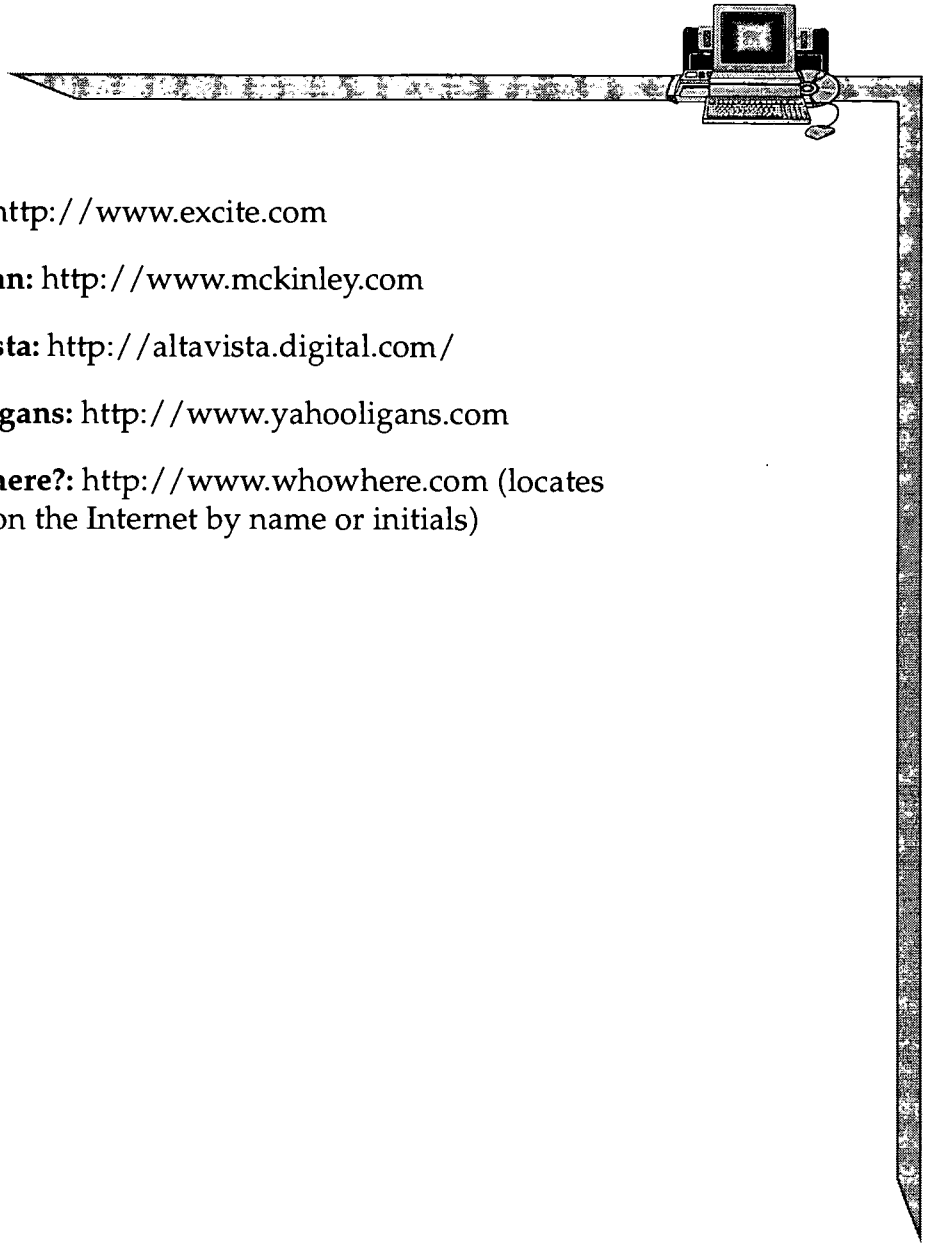 http://www.excite.com
nn: http://www.mckinley.com
sta: http://altavista.digital.com/
gans: http://www.yahooligans.com
here?: http://www.whowhere.com (locates
on the Internet by name or initials)